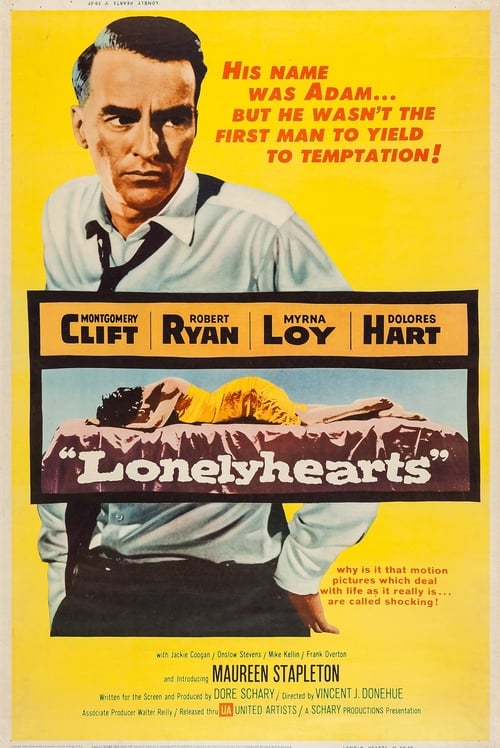 HIS NAME
WAS ADAM...
BUT HE WASN'T THE
FIRST MAN TO YIELD
TO TEMPTATION!
MONTGOMERY CLIFT | ROBERT RYAN | MYRNA LOY | DOLORES HART
"Lonelyhearts"
why is it that motion
pictures which deal
with life as it really is...
are called shocking!
with Jackie Coogan / Onslow Stevens / Mike Kellin / Frank Overton
and Introducing MAUREEN STAPLETON
Written for the Screen and Produced by DORE SCHARY / Directed by VINCENT J. DONEHUE
Associate Producer Walter Reilly / Released thru UA UNITED ARTISTS / A SCHARY PRODUCTIONS Presentation